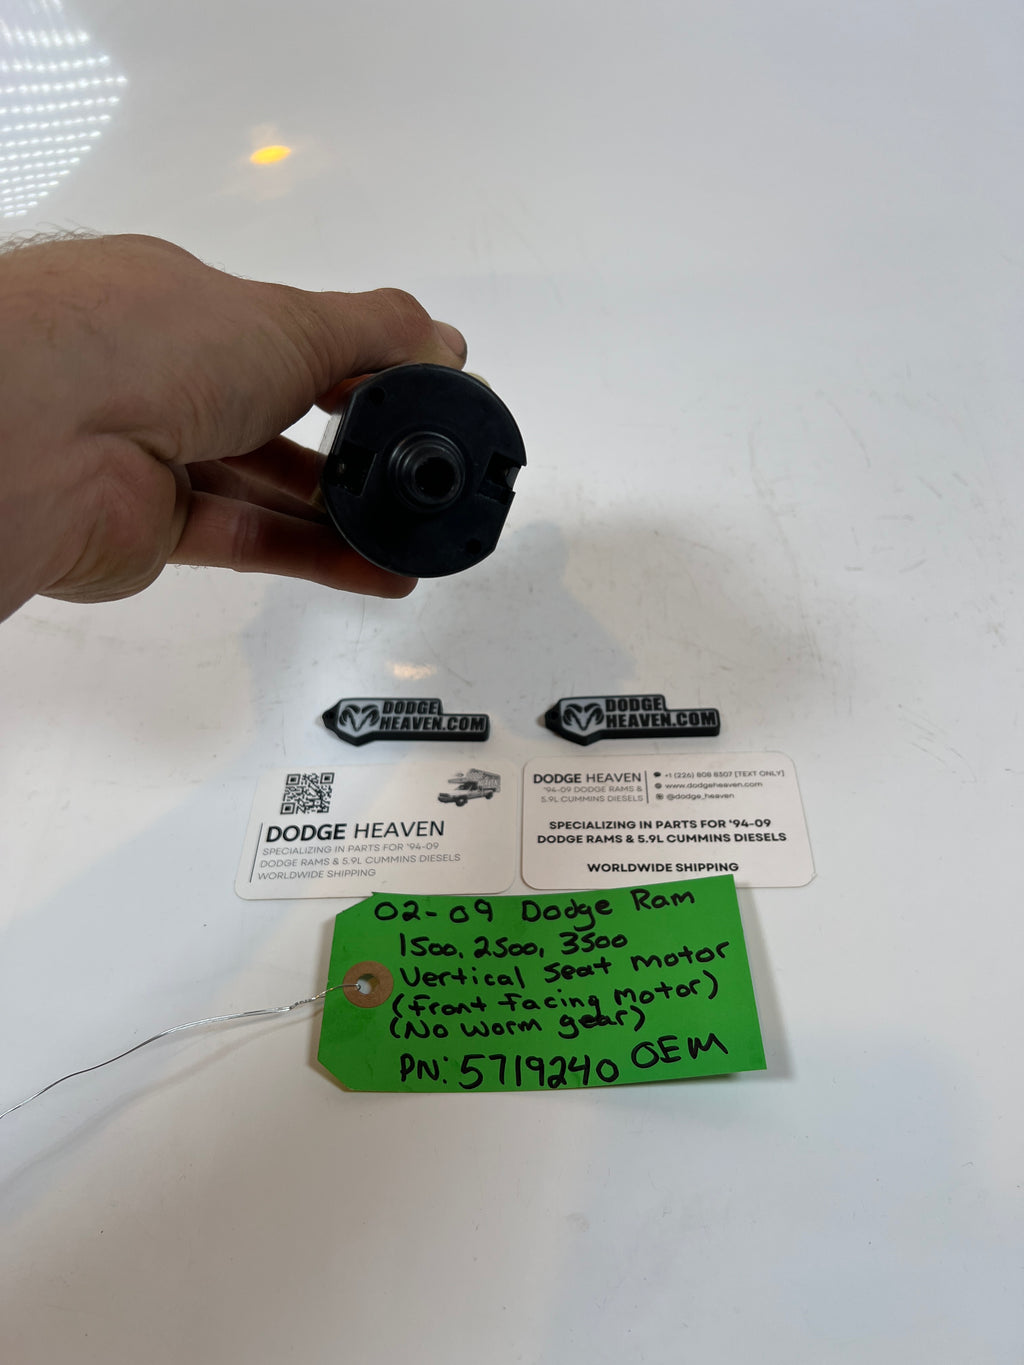 DODGE
HEAVEN.COM
DODGE
HEAVEN.COM
DODGE HEAVEN
SPECIALIZING IN PARTS FOR '94-09
DODGE RAMS & 5.9L CUMMINS DIESELS
WORLDWIDE SHIPPING
DODGE HEAVEN
'94-09 DODGE RAMS &
5.9L CUMMINS DIESELS
+1 (226) 808 8307 [TEXT ONLY]
www.dodgeheaven.com
@dodge_heaven
SPECIALIZING IN PARTS FOR '94-09
DODGE RAMS & 5.9L CUMMINS DIESELS
WORLDWIDE SHIPPING
02-09 Dodge Ram
1500, 2500, 3500
Vertical Seat Motor
(Front Facing Motor)
(No worm gear)
PN: 5719240 OEM